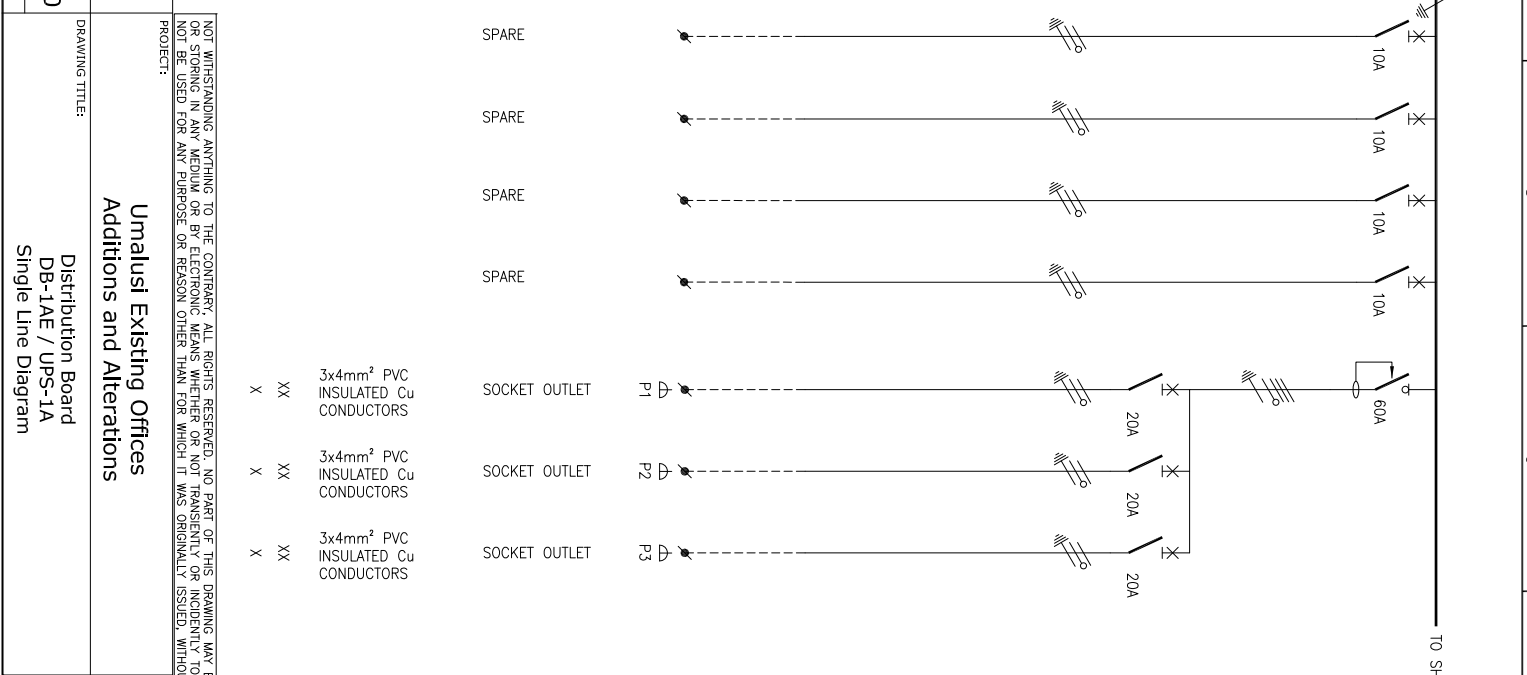 SPARE
10A
SPARE
10A
SPARE
10A
SPARE
10A
60A
3x4mm² PVC
INSULATED Cu
CONDUCTORS
X
XX
SOCKET OUTLET
P1
20A
3x4mm² PVC
INSULATED Cu
CONDUCTORS
X
XX
SOCKET OUTLET
P2
20A
3x4mm² PVC
INSULATED Cu
CONDUCTORS
X
XX
SOCKET OUTLET
P3
20A
TO
NOT WITHSTANDING ANYTHING TO THE CONTRARY, ALL RIGHTS RESERVED. NO PART OF THIS DRAWING MAY
OR STORING IN ANY MEDIUM OR BY ELECTRONIC MEANS WHETHER OR NOT TRANSIENTLY OR INCIDENTLY TO
NOT BE USED FOR ANY PURPOSE OR REASON OTHER THAN FOR WHICH IT WAS ORIGINALLY ISSUED,
PROJECT:
Umalusi Existing Offices
Additions and Alterations
DRAWING TITLE:
Distribution Board
DB-1AE / UPS-1A
Single Line Diagram